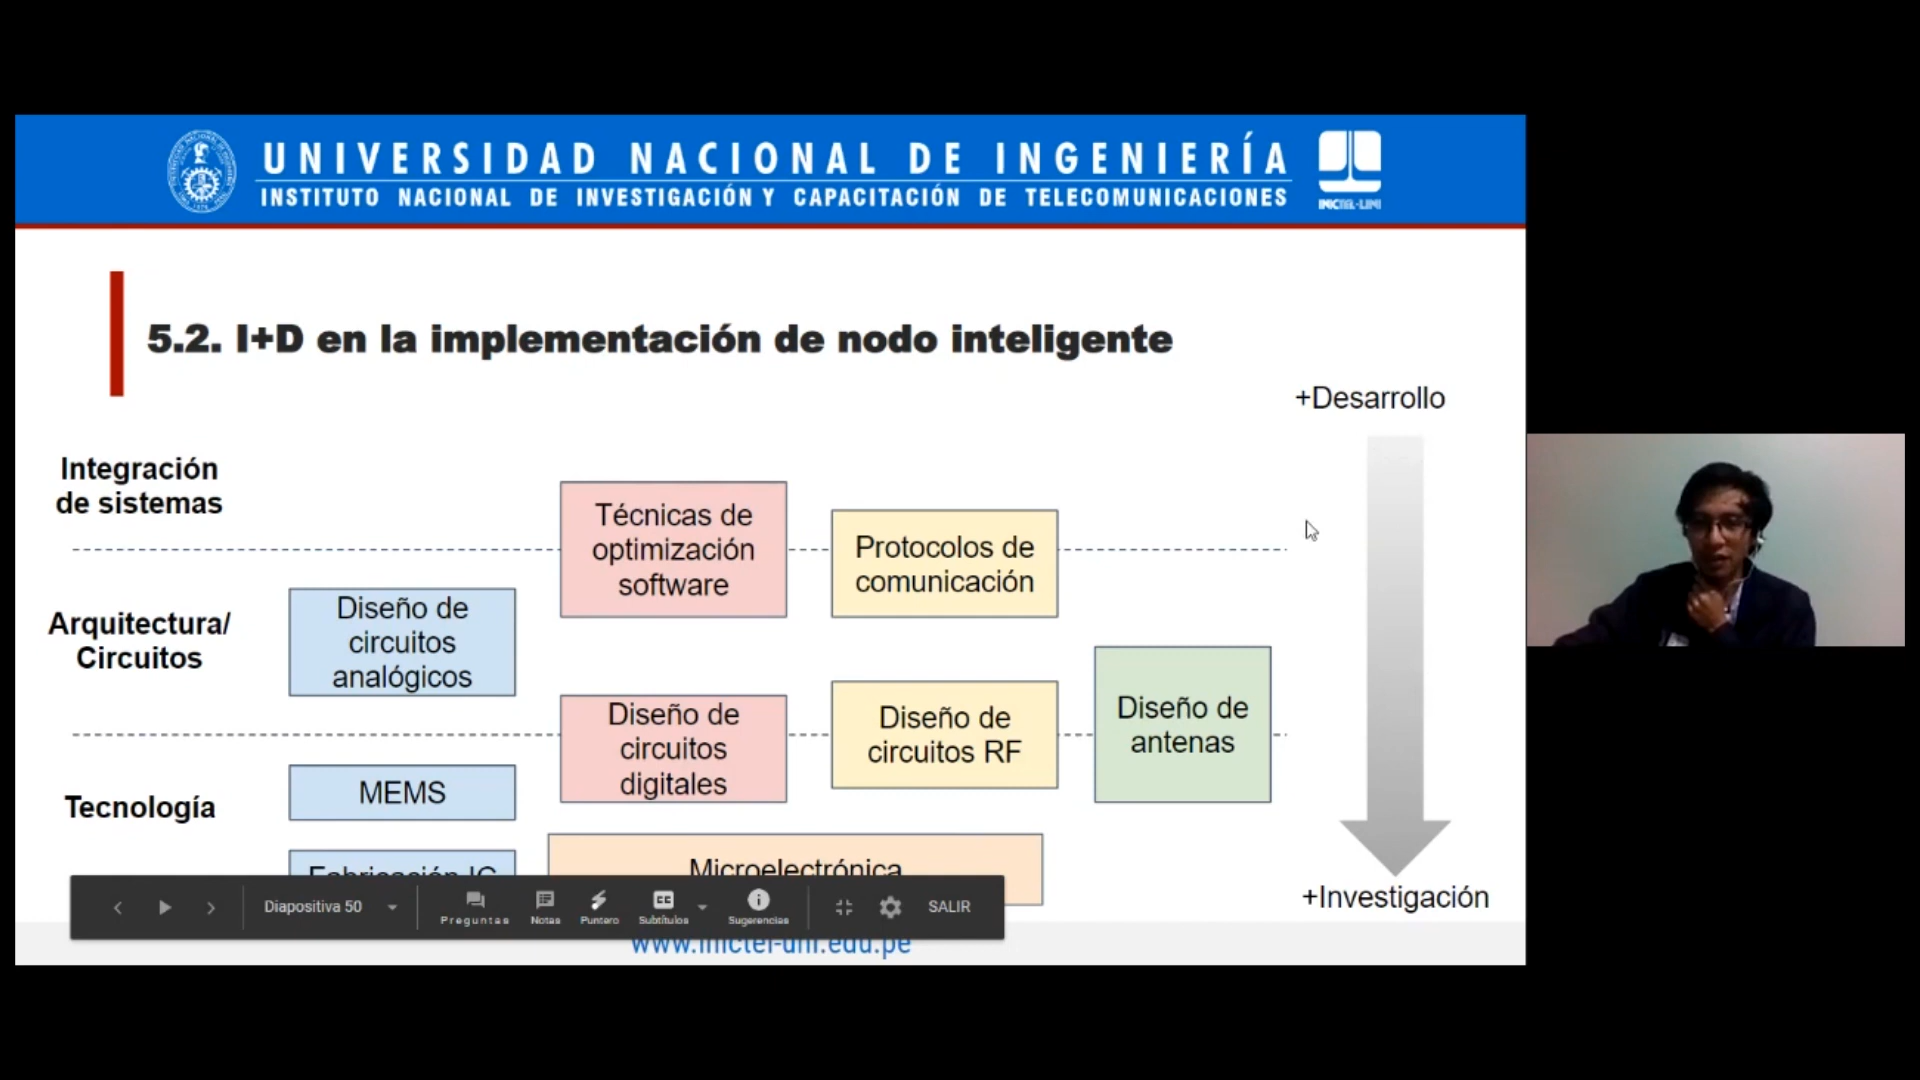 UNIVERSIDAD NACIONAL DE INGENIERÍA
INSTITUTO NACIONAL DE INVESTIGACIÓN Y CAPACITACIÓN DE TELECOMUNICACIONES
INICTEL-UNI
5.2. I+D en la implementación de nodo inteligente
+Desarrollo
Integración
de sistemas
Técnicas de
optimización
software
Protocolos de
comunicación
Arquitectura/
Circuitos
Diseño de
circuitos
analógicos
Diseño de
circuitos
digitales
Diseño de
circuitos RF
Diseño de
antenas
Tecnología
MEMS
Fabricación IC
Microelectrónica
+Investigación
Diapositiva 50
Preguntas
Notas
Puntero
CC
Subtítulos
Sugerencias
SALIR
www.inictel-uni.edu.pe